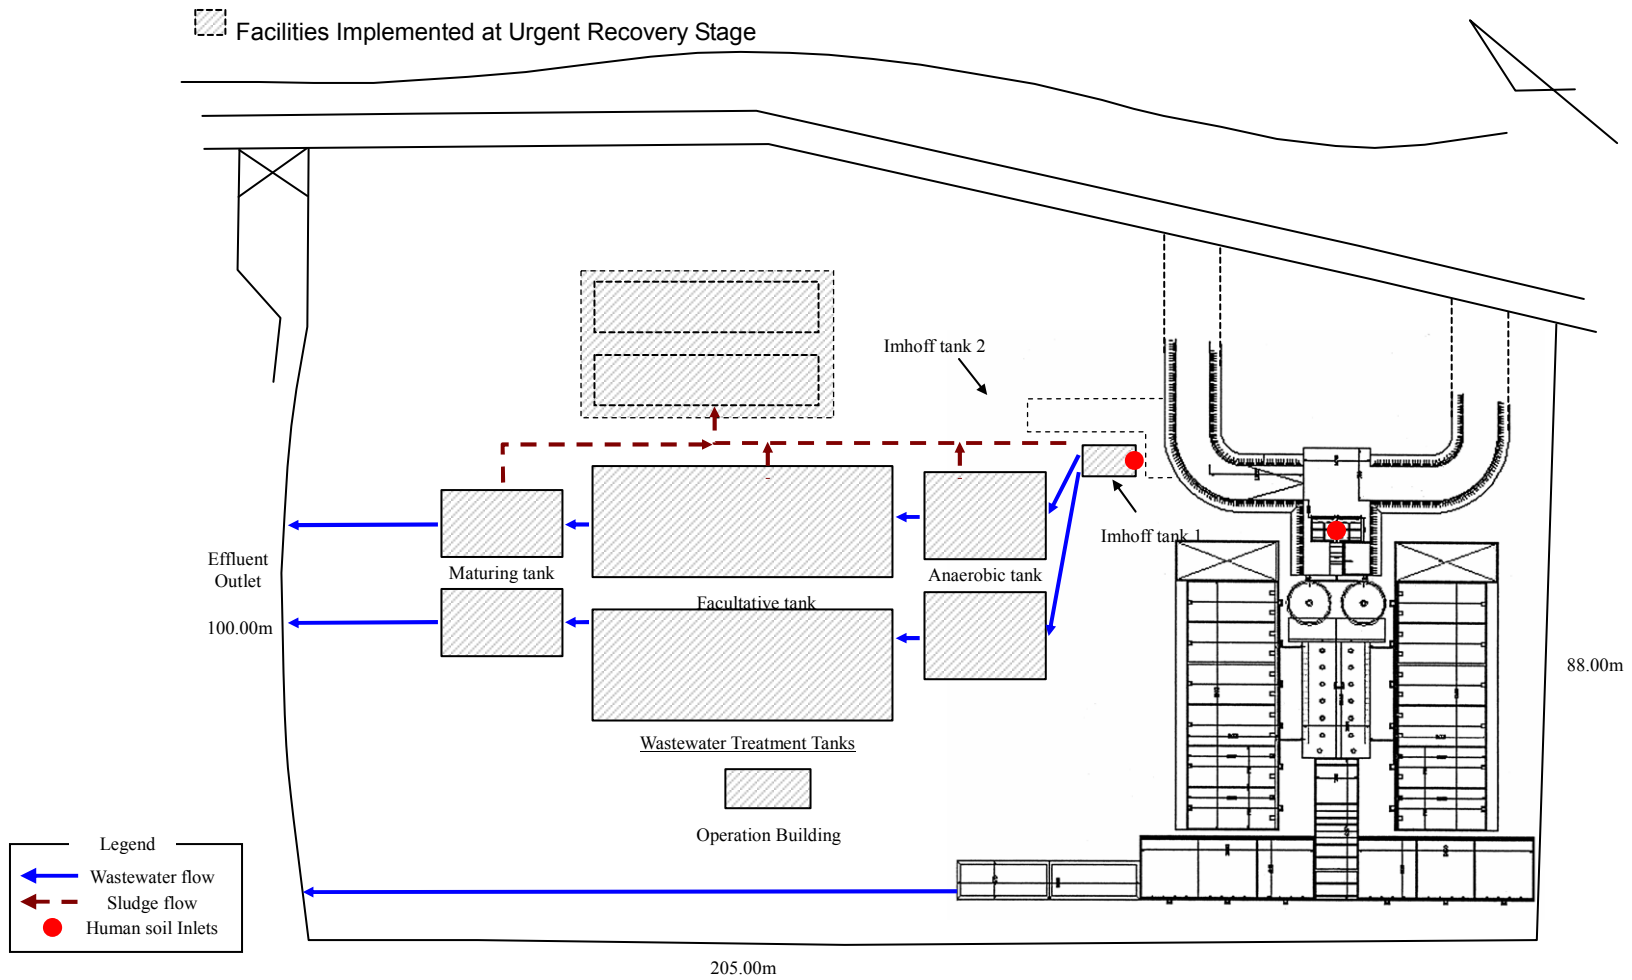 Facilities Implemented at Urgent Recovery Stage
Imhoff tank 2
Imhoff tank 1
Effluent
Outlet
Maturing tank
Anaerobic tank
Facultative tank
100.00m
88.00m
Wastewater Treatment Tanks
Operation Building
Legend
Wastewater flow
Sludge flow
Human soil Inlets
205.00m